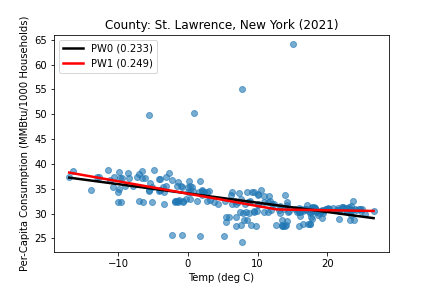 County: St. Lawrence, New York (2021)
Per-Capita Consumption (MMBtu/1000 Households)
65
60
55
50
45
40
35
30
25
PW0 (0.233)
PW1 (0.249)
−10 0 10 20
Temp (deg C)